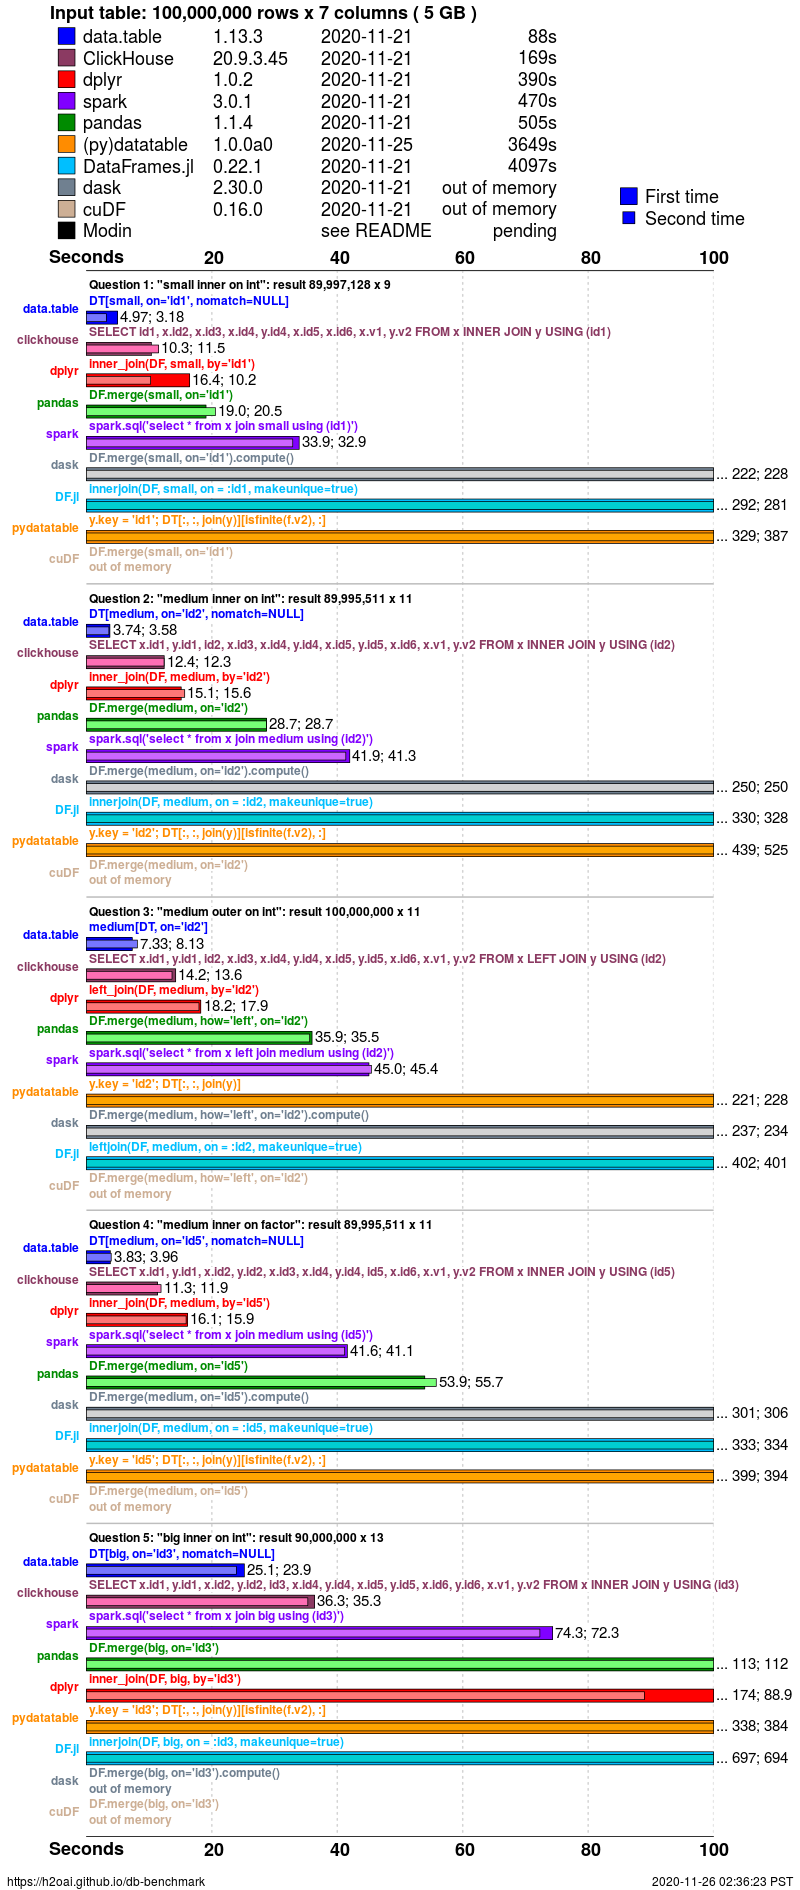 Input table: 100,000,000 rows x 7 columns ( 5 GB )
data.table 1.13.3 2020-11-21 88s
ClickHouse 20.9.3.45 2020-11-21 169s
dplyr 1.0.2 2020-11-21 390s
spark 3.0.1 2020-11-21 470s
pandas 1.1.4 2020-11-21 505s
(py)datatable 1.0.0a0 2020-11-25 3649s
DataFrames.jl 0.22.1 2020-11-21 4097s
dask 2.30.0 2020-11-21 out of memory
cuDF 0.16.0 2020-11-21 out of memory
Modin see README pending
First time
Second time
Seconds 20 40 60 80 100
Question 1: "small inner on int": result 89,997,128 x 9
DT[small, on='id1', nomatch=NULL]
data.table 4.97; 3.18
SELECT id1, x.id2, x.id3, x.id4, y.id4, x.id5, x.id6, x.v1, y.v2 FROM x INNER JOIN y USING (id1)
clickhouse 10.3; 11.5
inner_join(DF, small, by='id1')
dplyr 16.4; 10.2
DF.merge(small, on='id1')
pandas 19.0; 20.5
spark.sql('select * from x join small using (id1)')
spark 33.9; 32.9
DF.merge(small, on='id1').compute()
dask ... 222; 228
innerjoin(DF, small, on = :id1, makeunique=true)
DF.jl ... 292; 281
y.key = 'id1'; DT[:, :, join(y)][isfinite(f.v2), :]
pydatatable ... 329; 387
DF.merge(small, on='id1')
cuDF out of memory
Question 2: "medium inner on int": result 89,995,511 x 11
DT[medium, on='id2', nomatch=NULL]
data.table 3.74; 3.58
SELECT x.id1, y.id1, id2, x.id3, x.id4, y.id4, x.id5, y.id5, x.id6, x.v1, y.v2 FROM x INNER JOIN y USING (id2)
clickhouse 12.4; 12.3
inner_join(DF, medium, by='id2')
dplyr 15.1; 15.6
DF.merge(medium, on='id2')
pandas 28.7; 28.7
spark.sql('select * from x join medium using (id2)')
spark 41.9; 41.3
DF.merge(medium, on='id2').compute()
dask ... 250; 250
innerjoin(DF, medium, on = :id2, makeunique=true)
DF.jl ... 330; 328
y.key = 'id2'; DT[:, :, join(y)][isfinite(f.v2), :]
pydatatable ... 439; 525
DF.merge(medium, on='id2')
cuDF out of memory
Question 3: "medium outer on int": result 100,000,000 x 11
medium[DT, on='id2']
data.table 7.33; 8.13
SELECT x.id1, y.id1, id2, x.id3, x.id4, y.id4, x.id5, y.id5, x.id6, x.v1, y.v2 FROM x LEFT JOIN y USING (id2)
clickhouse 14.2; 13.6
left_join(DF, medium, by='id2')
dplyr 18.2; 17.9
DF.merge(medium, how='left', on='id2')
pandas 35.9; 35.5
spark.sql('select * from x left join medium using (id2)')
spark 45.0; 45.4
y.key = 'id2'; DT[:, :, join(y)]
pydatatable ... 221; 228
DF.merge(medium, how='left', on='id2').compute()
dask ... 237; 234
leftjoin(DF, medium, on = :id2, makeunique=true)
DF.jl ... 402; 401
DF.merge(medium, how='left', on='id2')
cuDF out of memory
Question 4: "medium inner on factor": result 89,995,511 x 11
DT[medium, on='id5', nomatch=NULL]
data.table 3.83; 3.96
SELECT x.id1, y.id1, x.id2, y.id2, x.id3, x.id4, y.id4, id5, x.id6, x.v1, y.v2 FROM x INNER JOIN y USING (id5)
clickhouse 11.3; 11.9
inner_join(DF, medium, by='id5')
dplyr 16.1; 15.9
spark.sql('select * from x join medium using (id5)')
spark 41.6; 41.1
DF.merge(medium, on='id5')
pandas 53.9; 55.7
DF.merge(medium, on='id5').compute()
dask ... 301; 306
innerjoin(DF, medium, on = :id5, makeunique=true)
DF.jl ... 333; 334
y.key = 'id5'; DT[:, :, join(y)][isfinite(f.v2), :]
pydatatable ... 399; 394
DF.merge(medium, on='id5')
cuDF out of memory
Question 5: "big inner on int": result 90,000,000 x 13
DT[big, on='id3', nomatch=NULL]
data.table 25.1; 23.9
SELECT x.id1, y.id1, x.id2, y.id2, id3, x.id4, y.id4, x.id5, y.id5, x.id6, y.id6, x.v1, y.v2 FROM x INNER JOIN y USING (id3)
clickhouse 36.3; 35.3
spark.sql('select * from x join big using (id3)')
spark 74.3; 72.3
DF.merge(big, on='id3')
pandas ... 113; 112
inner_join(DF, big, by='id3')
dplyr ... 174; 88.9
y.key = 'id3'; DT[:, :, join(y)][isfinite(f.v2), :]
pydatatable ... 338; 384
innerjoin(DF, big, on = :id3, makeunique=true)
DF.jl ... 697; 694
DF.merge(big, on='id3').compute()
dask out of memory
DF.merge(big, on='id3')
cuDF out of memory
Seconds 20 40 60 80 100
https://h2oai.github.io/db-benchmark 2020-11-26 02:36:23 PST